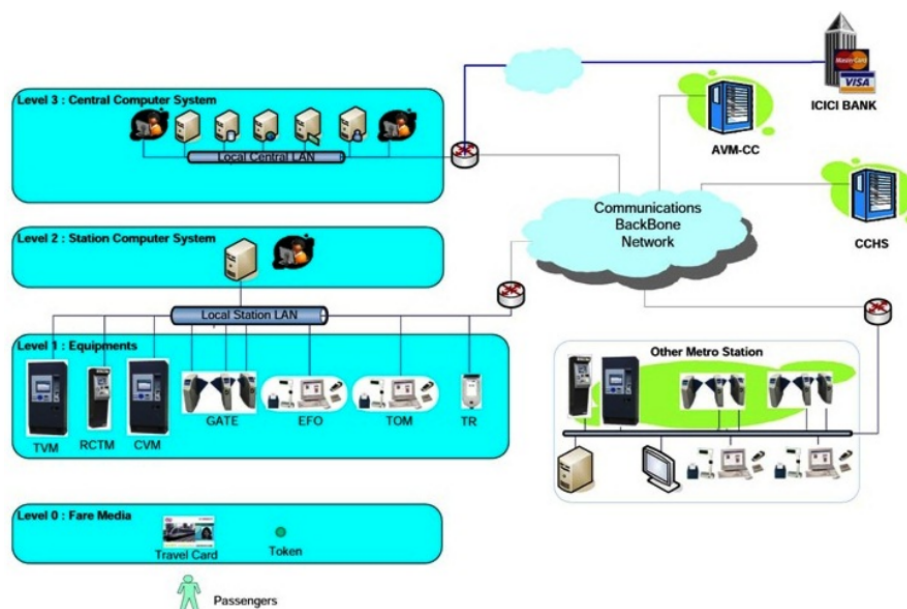 Level 3 : Central Computer System
Local Central LAN
MasterCard
VISA
ICICI BANK
AVM-CC
CCHS
Communications
BackBone
Network
Level 2 : Station Computer System
Local Station LAN
Level 1 : Equipments
TVM
RCTM
CVM
GATE
EFO
TOM
TR
Other Metro Station
Level 0 : Fare Media
Travel Card
Token
Passengers